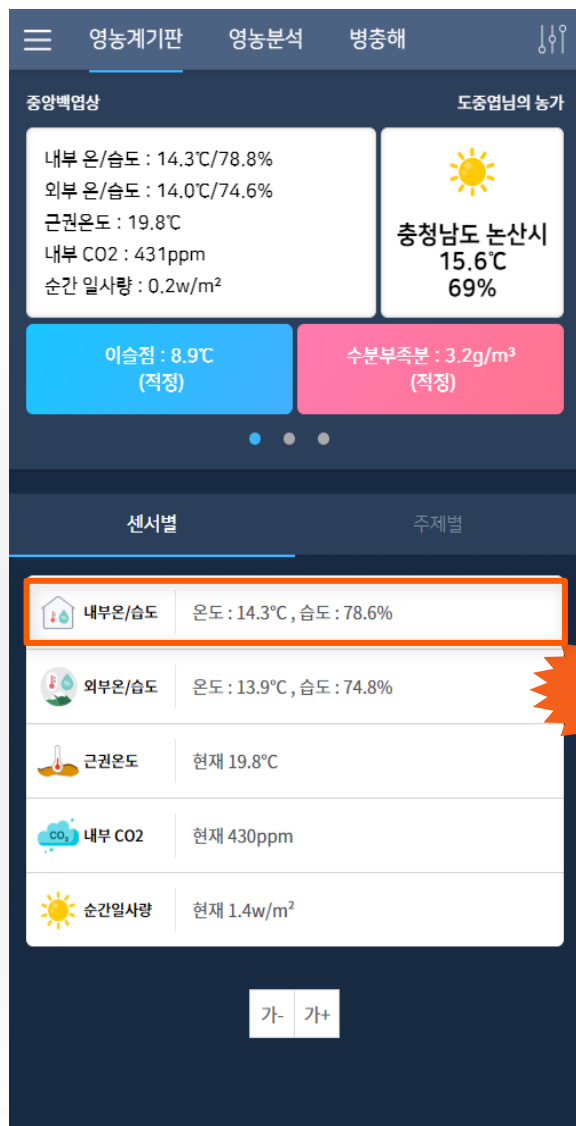 영농계기판 영농분석 병충해
중앙백엽상 도중엽님의 농가
내부 온/습도 : 14.3℃/78.8%
외부 온/습도 : 14.0℃/74.6%
근권온도 : 19.8℃
내부 CO2 : 431ppm
순간 일사량 : 0.2w/m²
충청남도 논산시
15.6℃
69%
이슬점 : 8.9℃
(적정)
수분부족분 : 3.2g/m³
(적정)
센서별 주제별
내부온/습도 온도 : 14.3℃ , 습도 : 78.6%
외부온/습도 온도 : 13.9℃ , 습도 : 74.8%
근권온도 현재 19.8℃
CO₂ 내부 CO2 현재 430ppm
순간일사량 현재 1.4w/m²
가- 가+